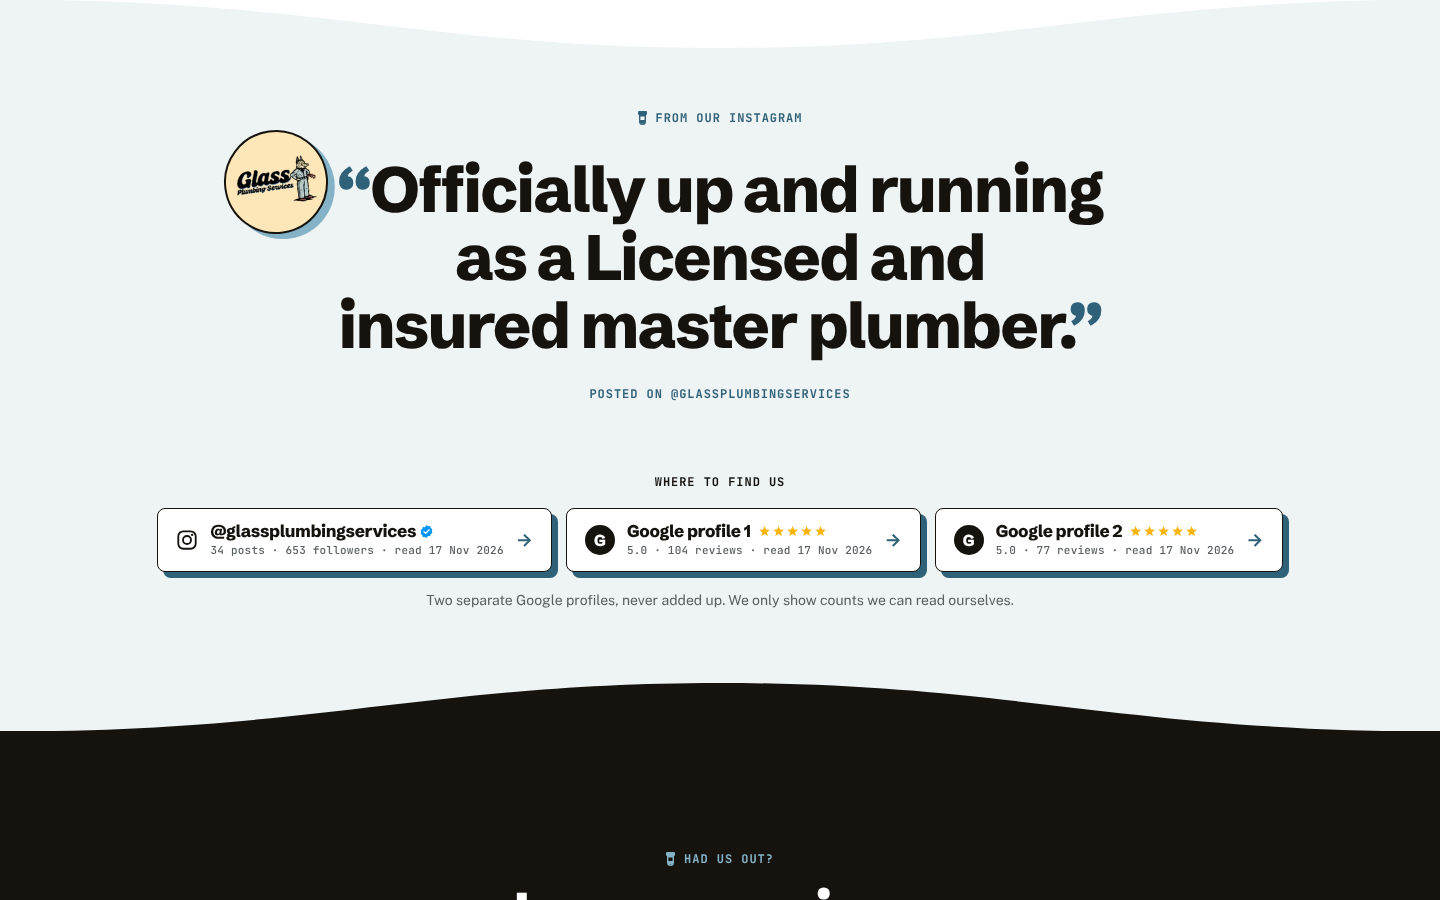 FROM OUR INSTAGRAM
Glass
Plumbing Services
“Officially up and running
as a Licensed and
insured master plumber.”
POSTED ON @GLASSPLUMBINGSERVICES
WHERE TO FIND US
@glassplumbingservices
34 posts · 653 followers · read 17 Nov 2026
G
Google profile 1
5.0 · 104 reviews · read 17 Nov 2026
G
Google profile 2
5.0 · 77 reviews · read 17 Nov 2026
Two separate Google profiles, never added up. We only show counts we can read ourselves.
HAD US OUT?